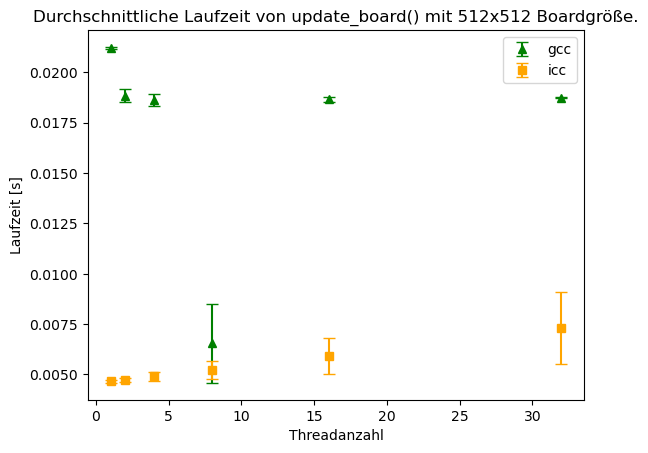 Durchschnittliche Laufzeit von update_board() mit 512x512 Boardgröße.
gcc
icc
Laufzeit [s]
0.0200
0.0175
0.0150
0.0125
0.0100
0.0075
0.0050
0 5 10 15 20 25 30
Threadanzahl